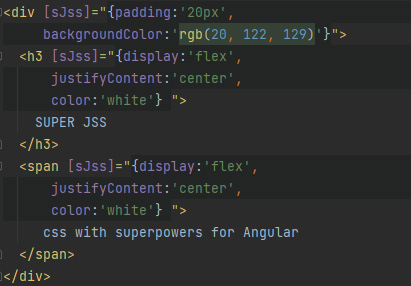 <div [sJss]="{padding:'20px',
backgroundColor:'rgb(20, 122, 129)'}">
<h3 [sJss]="{display:'flex',
justifyContent:'center',
color:'white'} ">
SUPER JSS
</h3>
<span [sJss]="{display:'flex',
justifyContent:'center',
color:'white'} ">
css with superpowers for Angular
</span>
</div>